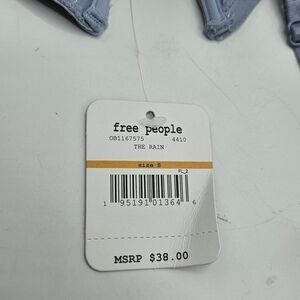 free people
OB1167575 4410
THE RAIN
size S
FL_2
1 95191 01364 6
MSRP $38.00